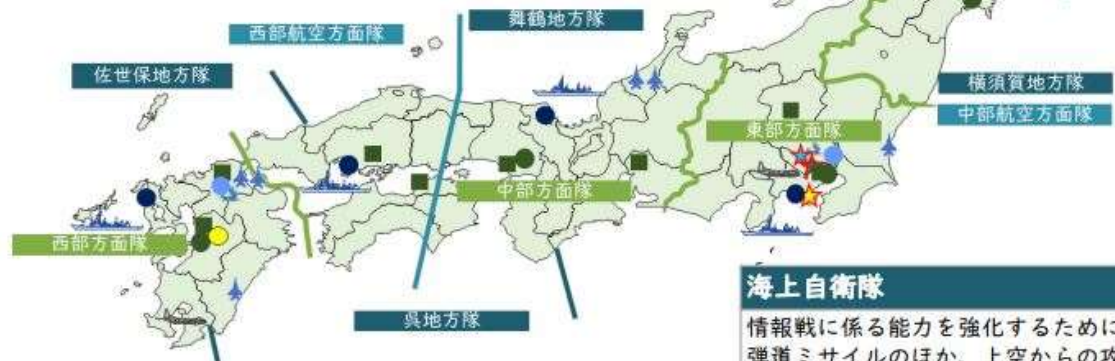 舞鶴地方隊
西部航空方面隊
佐世保地方隊
横須賀地方隊
中部航空方面隊
東部方面隊
中部方面隊
西部方面隊
呉地方隊
海上自衛隊
情報戦に係る能力を強化するために
弾道ミサイルのほか、上空からの攻